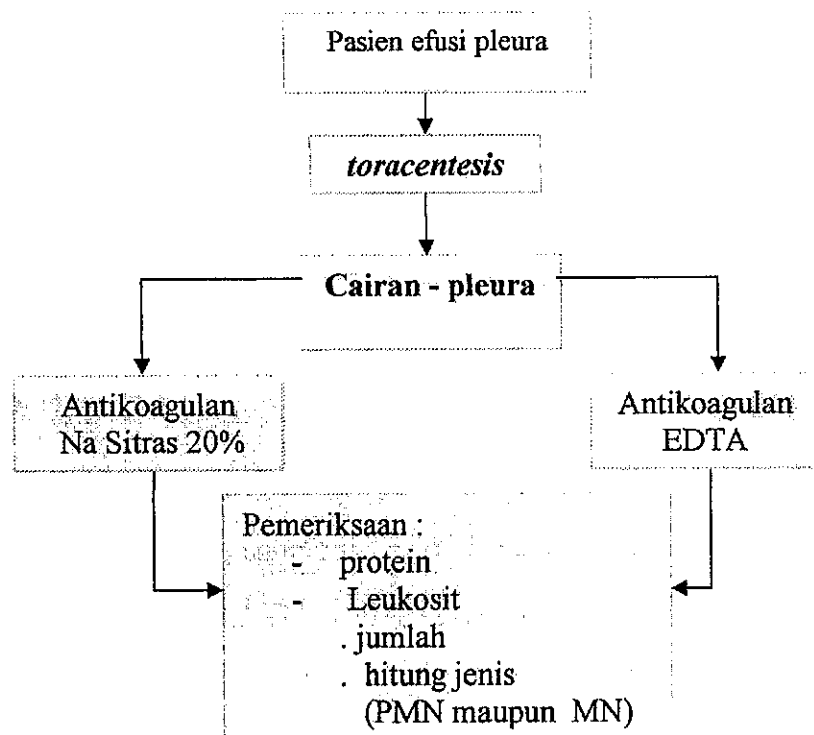 Pasien efusi pleura
toracentesis
Cairan - pleura
Antikoagulan
Na Sitras 20%
Antikoagulan
EDTA
Pemeriksaan :
- protein
- Leukosit
. jumlah
. hitung jenis
(PMN maupun MN)